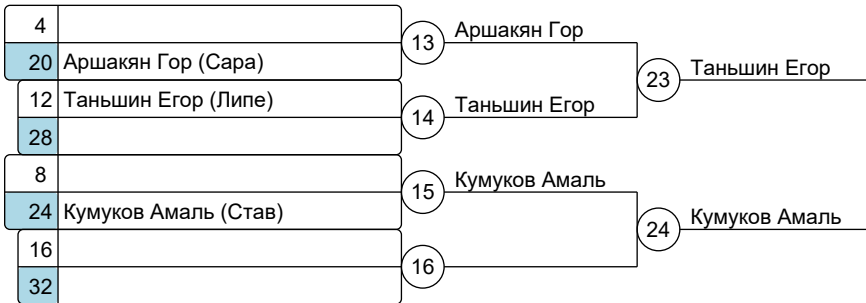 4
13 Аршакян Гор
20 Аршакян Гор (Сара)
23 Таньшин Егор
12 Таньшин Егор (Липе)
14 Таньшин Егор
28
8
15 Кумуков Амаль
24 Кумуков Амаль (Став)
24 Кумуков Амаль
16
16
32